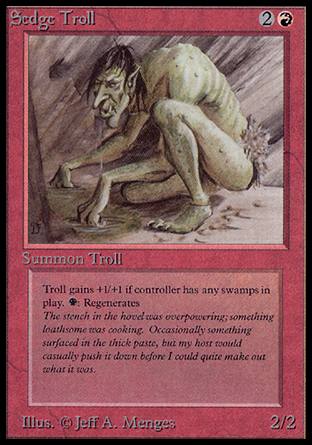 Sedge Troll 2
Summon Troll
Troll gains +1/+1 if controller has any swamps in
play. : Regenerates
The stench in the hovel was overpowering; something
loathsome was cooking. Occasionally something
surfaced in the thick paste, but my host would
casually push it down before I could quite make out
what it was.
Illus. © Jeff A. Menges 2/2